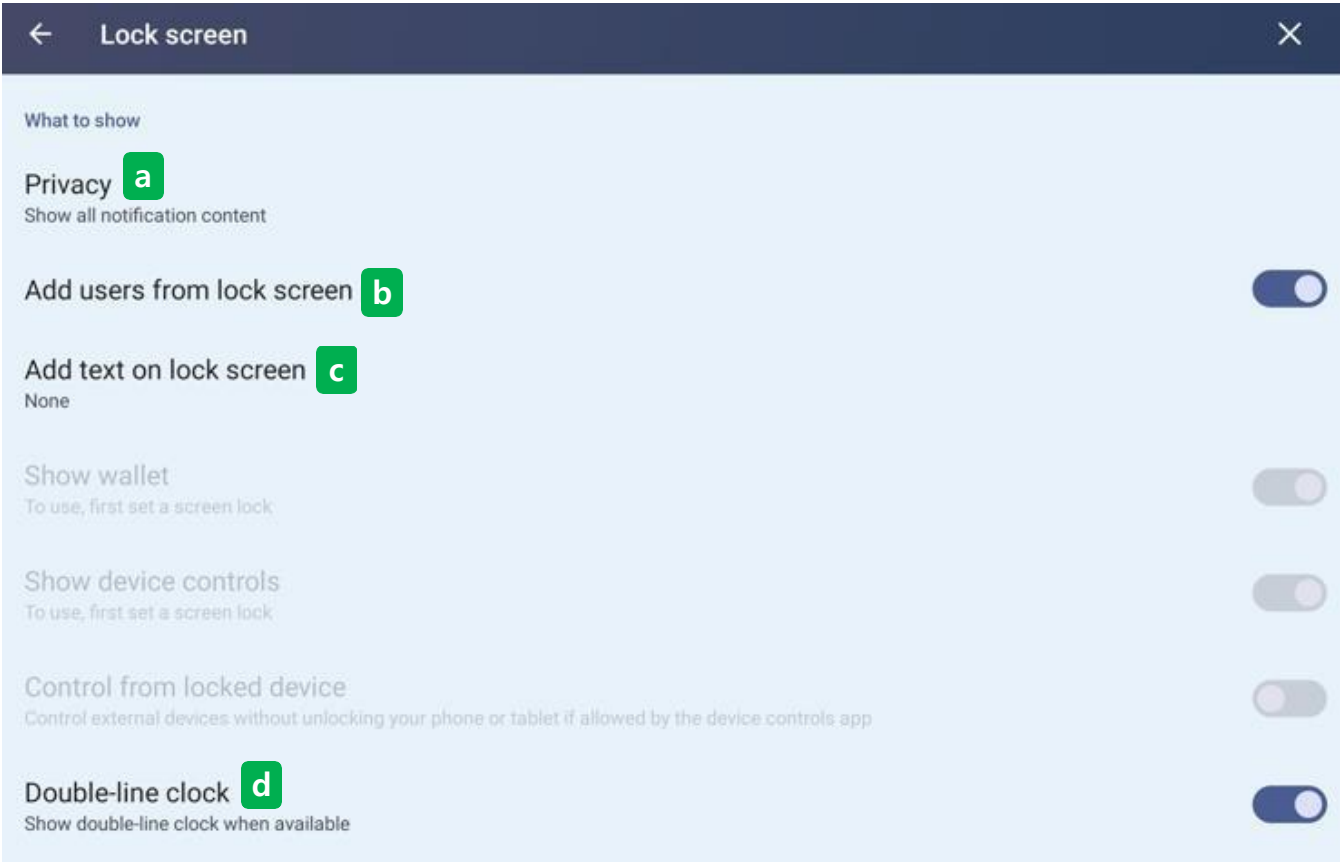 Lock screen
What to show
Privacy a
Show all notification content
Add users from lock screen b
Add text on lock screen c
None
Show wallet
To use, first set a screen lock
Show device controls
To use, first set a screen lock
Control from locked device
Control external devices without unlocking your phone or tablet if allowed by the device controls app
Double-line clock d
Show double-line clock when available